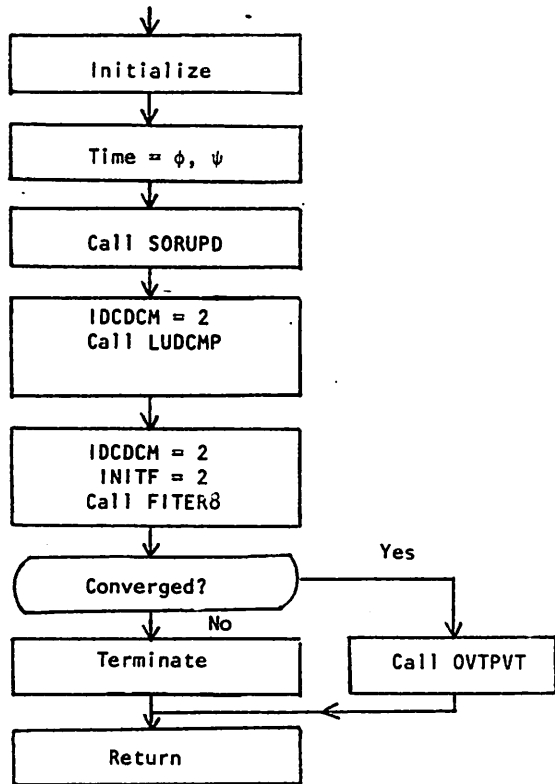 Initialize
Time = ϕ, ψ
Call SORUPD
IDCDCM = 2
Call LUDCMP
IDCDCM = 2
INITF = 2
Call FITER8
Converged?
Yes
No
Terminate
Call OVTPVT
Return